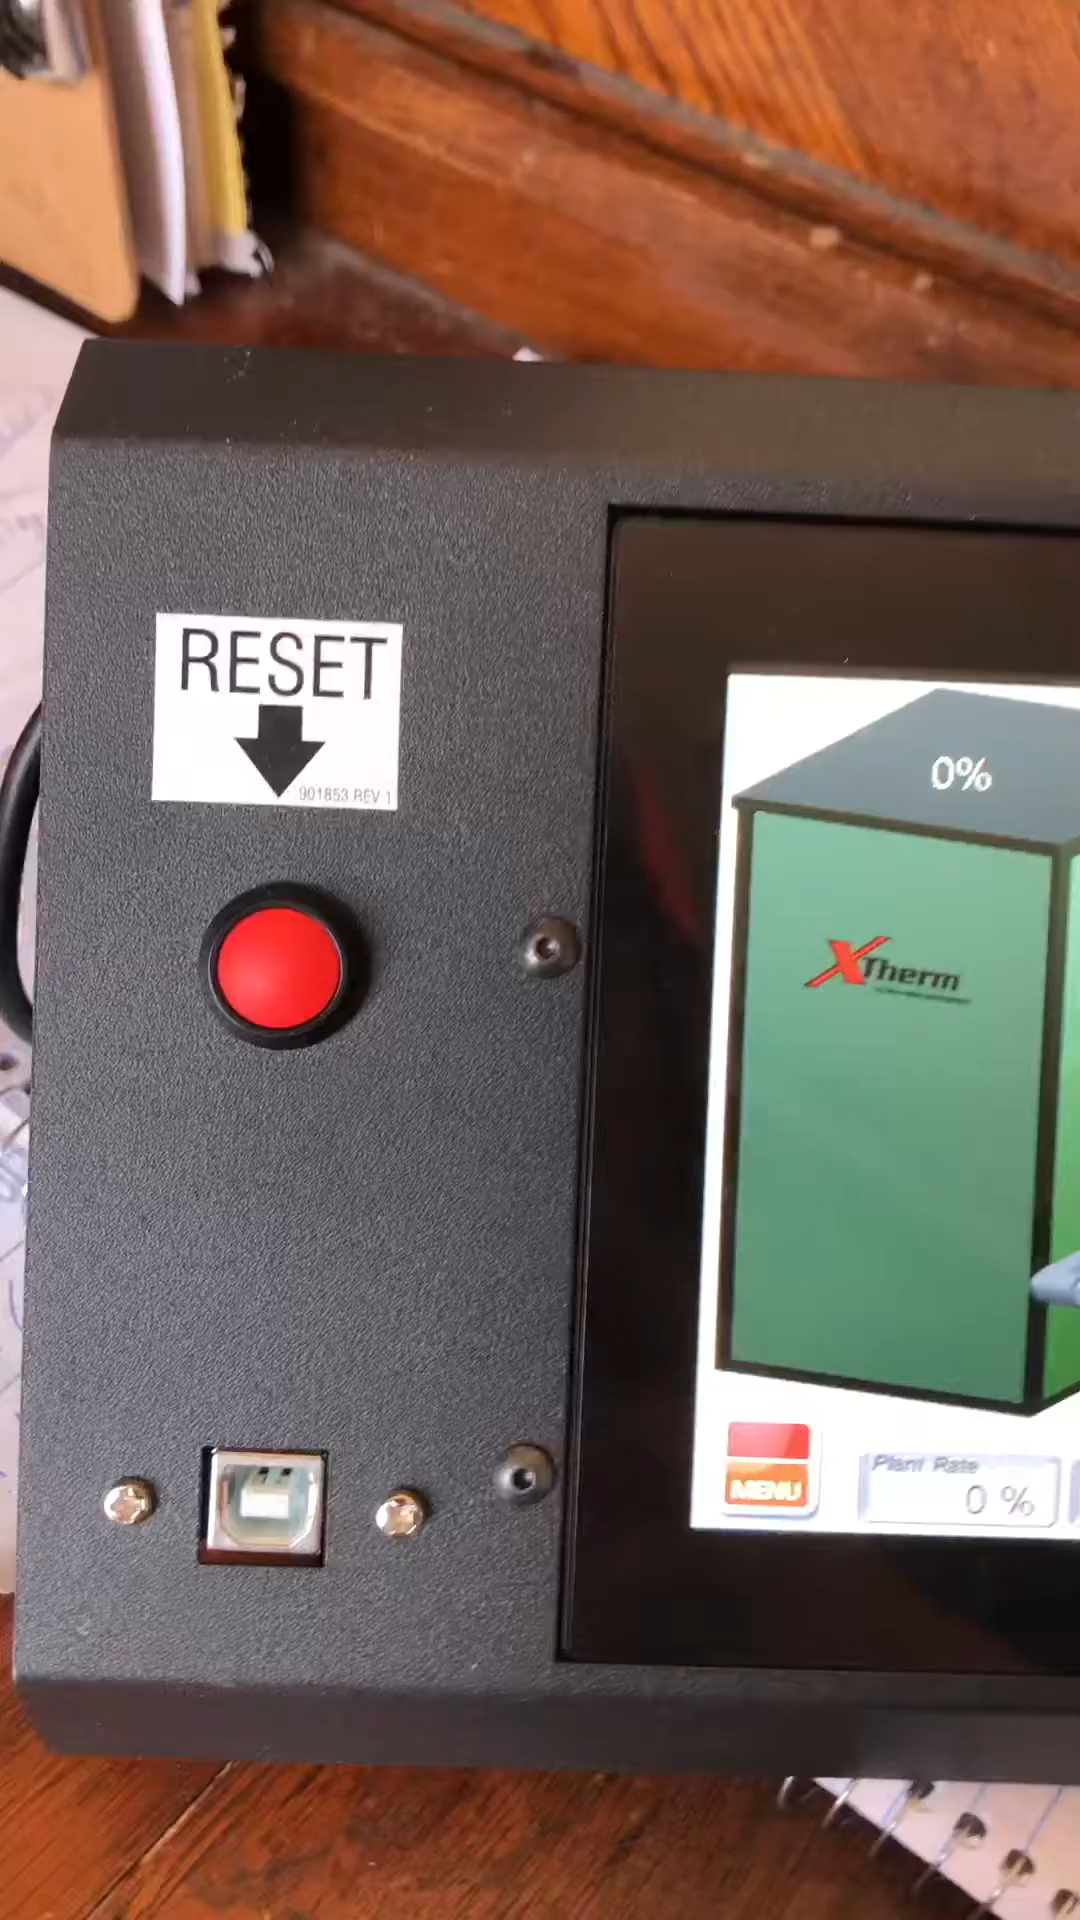 RESET
901853 REV 1
0%
XTherm
MENU
Plant Rate
0 %